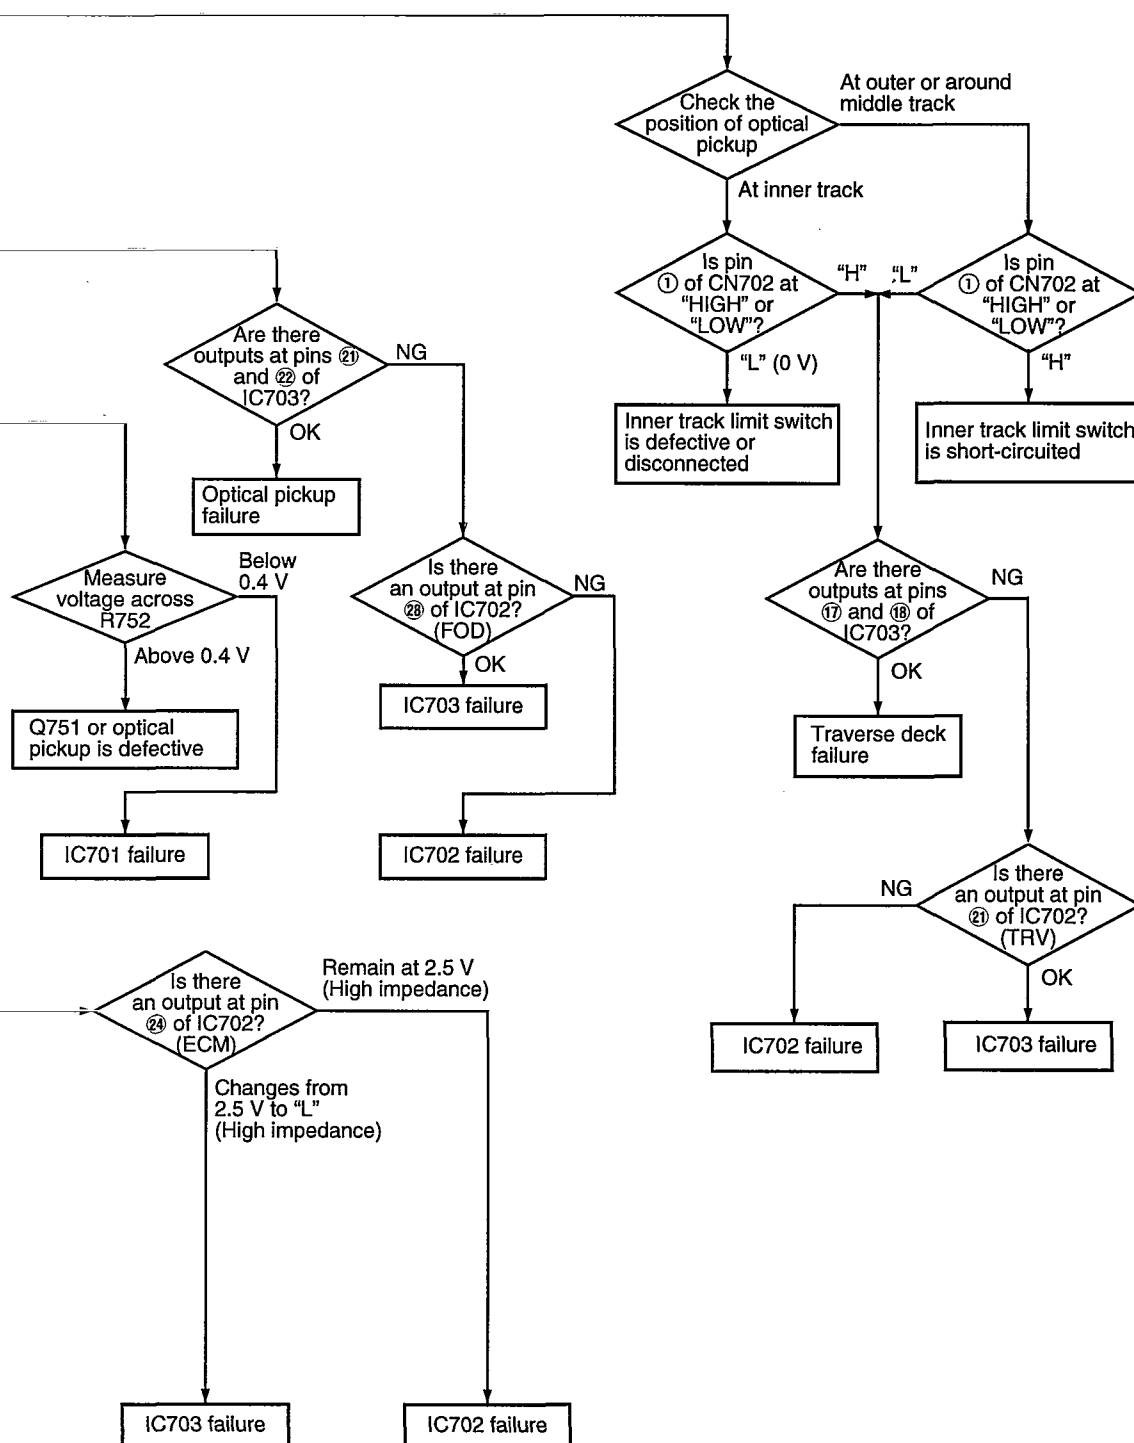 Check the
position of optical
pickup
At outer or around
middle track
At inner track
Is pin
① of CN702 at
“HIGH” or
“LOW”?
“H”
“L”
Is pin
① of CN702 at
“HIGH” or
“LOW”?
“L” (0 V)
“H”
Inner track limit switch
is defective or
disconnected
Inner track limit switch
is short-circuited
Are there
outputs at pins ㉑
and ㉒ of
IC703?
NG
OK
Optical pickup
failure
Measure
voltage across
R752
Below
0.4 V
Above 0.4 V
Q751 or optical
pickup is defective
IC701 failure
Is there
an output at pin
㉘ of IC702?
(FOD)
NG
OK
IC703 failure
IC702 failure
Are there
outputs at pins
⑰ and ⑱ of
IC703?
NG
OK
Traverse deck
failure
Is there
an output at pin
㉑ of IC702?
(TRV)
NG
OK
IC702 failure
IC703 failure
Is there
an output at pin
㉔ of IC702?
(ECM)
Remain at 2.5 V
(High impedance)
Changes from
2.5 V to “L”
(High impedance)
IC703 failure
IC702 failure